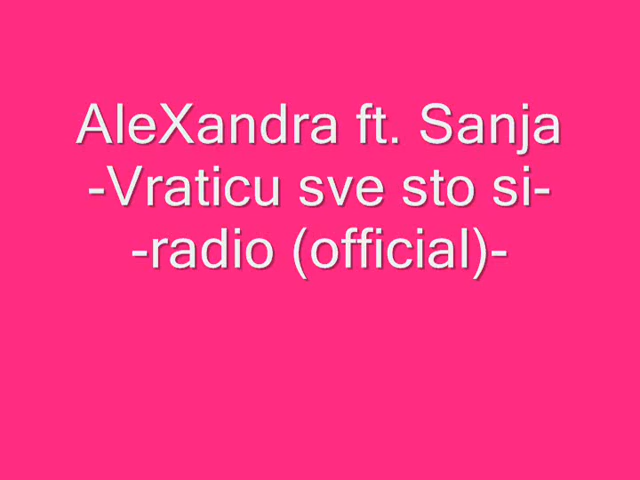 AleXandra ft. Sanja
-Vraticu sve sto si-
-radio (official)-